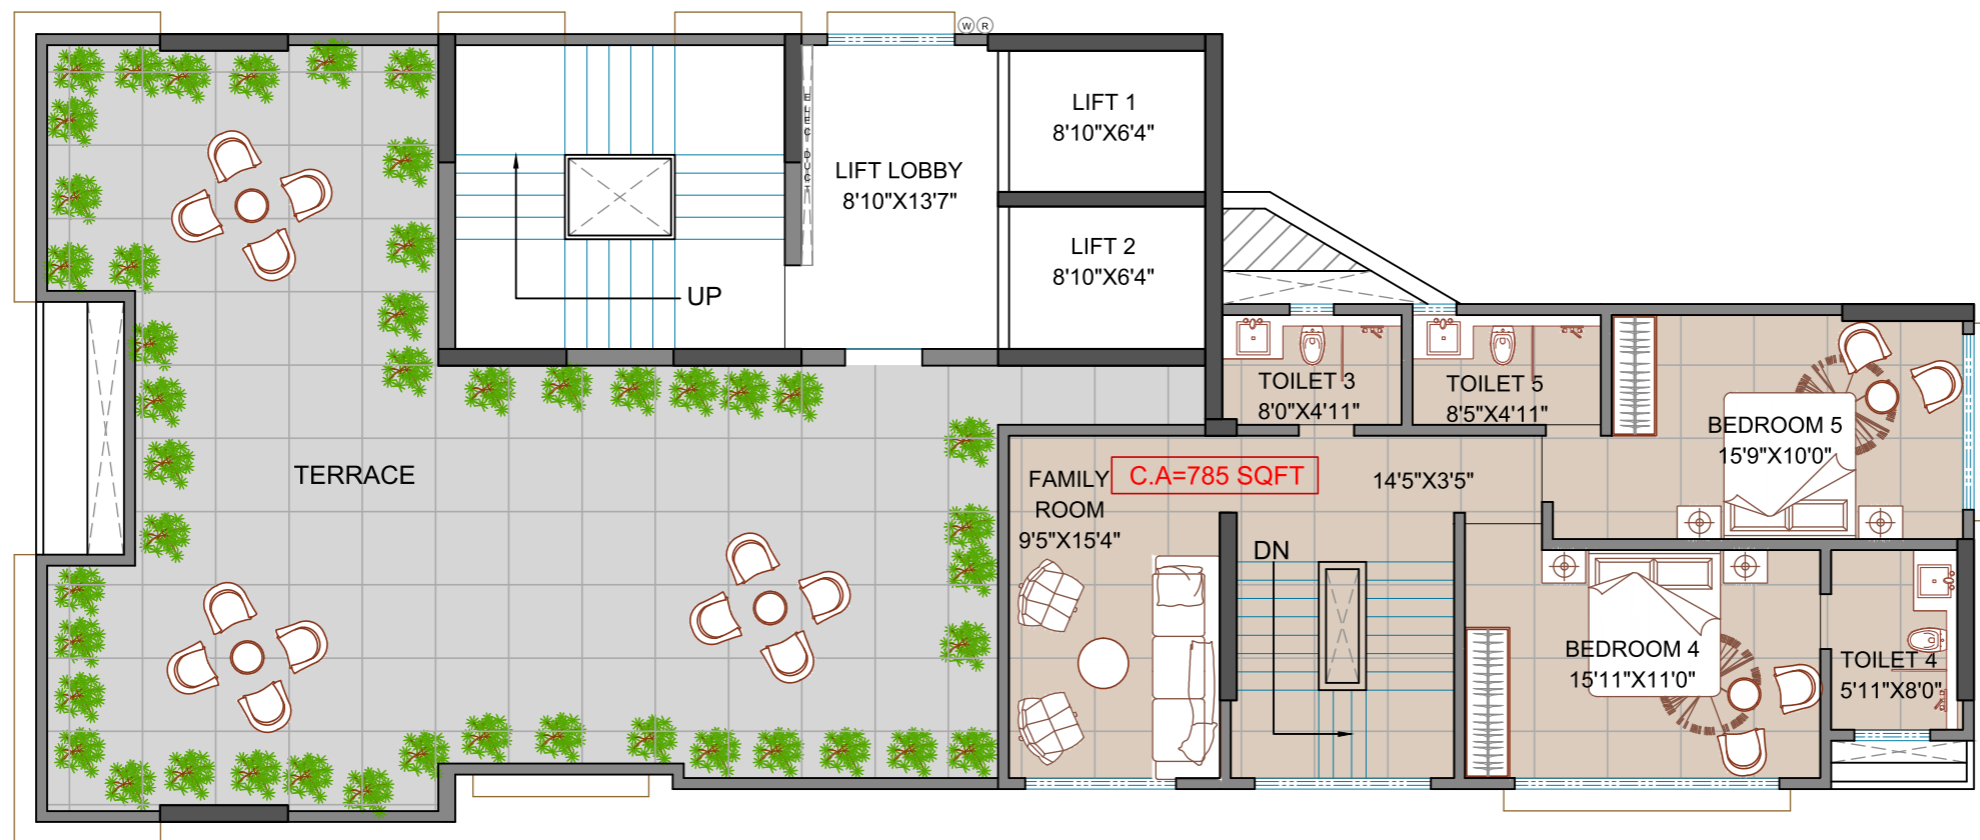 W R
ELEC DUCT
LIFT 1
8'10"X6'4"
LIFT LOBBY
8'10"X13'7"
LIFT 2
8'10"X6'4"
UP
TOILET 3
8'0"X4'11"
TOILET 5
8'5"X4'11"
BEDROOM 5
15'9"X10'0"
TERRACE
FAMILY
ROOM
9'5"X15'4"
C.A=785 SQFT
14'5"X3'5"
DN
BEDROOM 4
15'11"X11'0"
TOILET 4
5'11"X8'0"